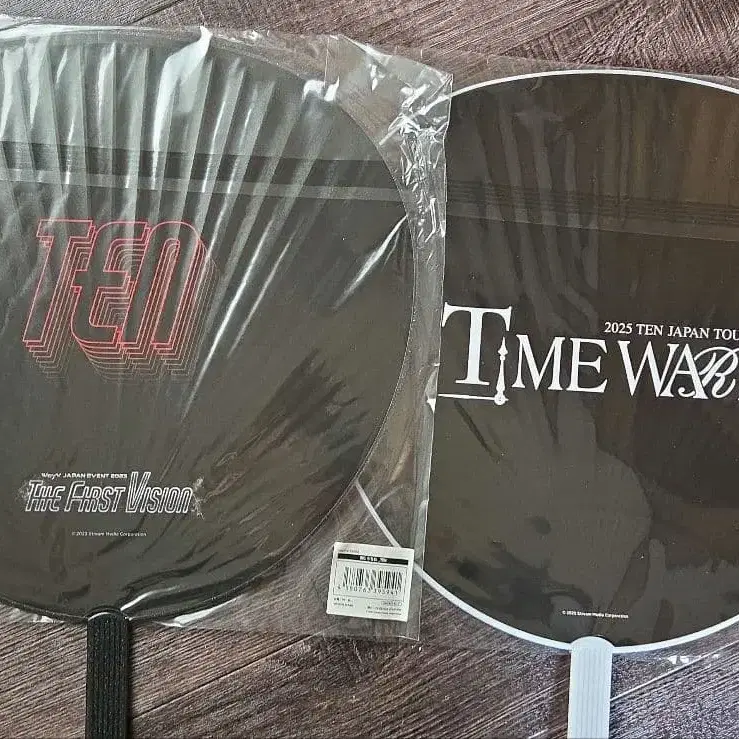 TEN
WayV JAPAN EVENT 2023
THE FIRST VISION
© 2023 Stream Media Corporation
2025 TEN JAPAN TOU
TIME WAR
© 2025 Stream Media Corporation